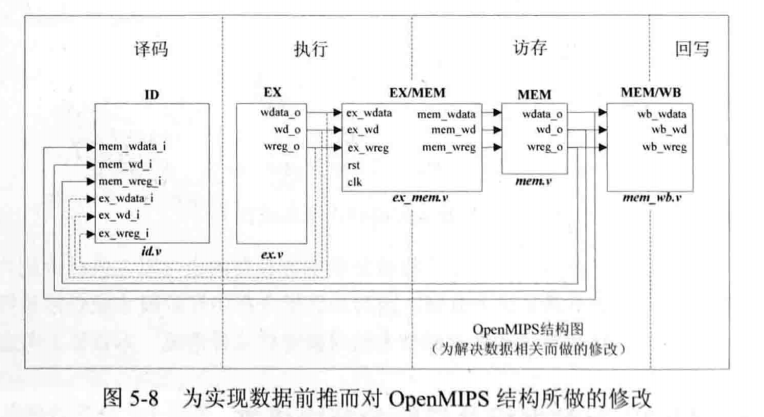 译码 执行 访存 回写
ID EX EX/MEM MEM MEM/WB
wdata_o ex_wdata mem_wdata wdata_o wb_wdata
wd_o ex_wd mem_wd wd_o wb_wd
wreg_o ex_wreg mem_wreg wreg_o wb_wreg
mem_wdata_i rst
mem_wd_i clk mem.v
mem_wreg_i ex_mem.v mem_wb.v
ex_wdata_i
ex_wd_i
ex_wreg_i
id.v ex.v
OpenMIPS结构图
(为解决数据相关而做的修改)
图 5-8 为实现数据前推而对 OpenMIPS 结构所做的修改